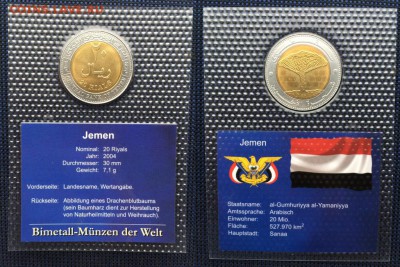 Jemen
Nominal: 20 Riyals
Jahr: 2004
Durchmesser: 30 mm
Gewicht: 7,1 g
Vorderseite: Landesname, Wertangabe.
Rückseite: Abbildung eines Drachenblutbaums
(sein Baumharz dient zur Herstellung
von Naturheilmitteln und Weihrauch).
Bimetall-Münzen der Welt
Jemen
Staatsname: al-Gumhuriyya al-Yamaniyya
Amtssprache: Arabisch
Einwohner: 20 Mio.
Fläche: 527.970 km²
Hauptstadt: Sanaa